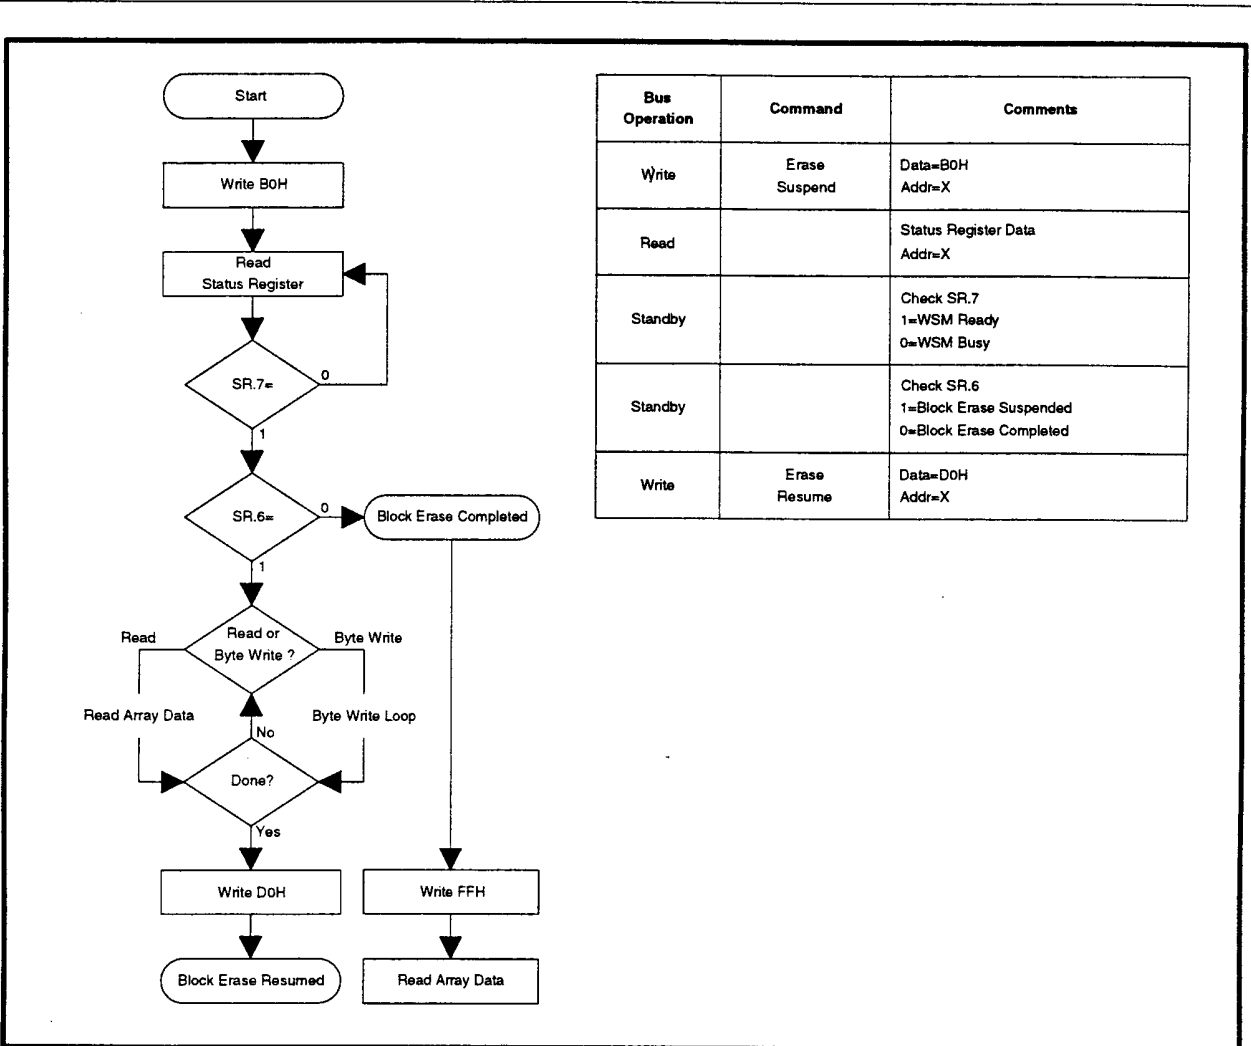 Start
Write B0H
Read
Status Register
SR.7=
0
1
SR.6=
0
Block Erase Completed
1
Read or
Byte Write ?
Read
Byte Write
Read Array Data
Byte Write Loop
No
Done?
Yes
Write D0H
Write FFH
Block Erase Resumed
Read Array Data
Bus
Operation
Command
Comments
Write
Erase
Suspend
Data=B0H
Addr=X
Read
Status Register Data
Addr=X
Standby
Check SR.7
1=WSM Ready
0=WSM Busy
Standby
Check SR.6
1=Block Erase Suspended
0=Block Erase Completed
Write
Erase
Resume
Data=D0H
Addr=X